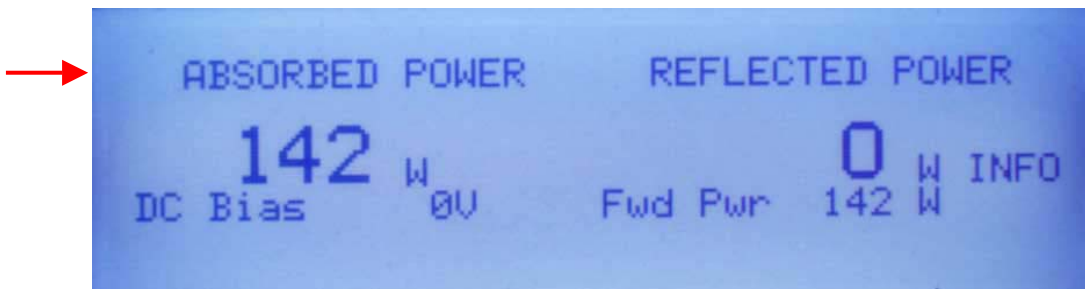 ABSORBED POWER REFLECTED POWER
142 W 0 W INFO
DC Bias 0V Fwd Pwr 142 W